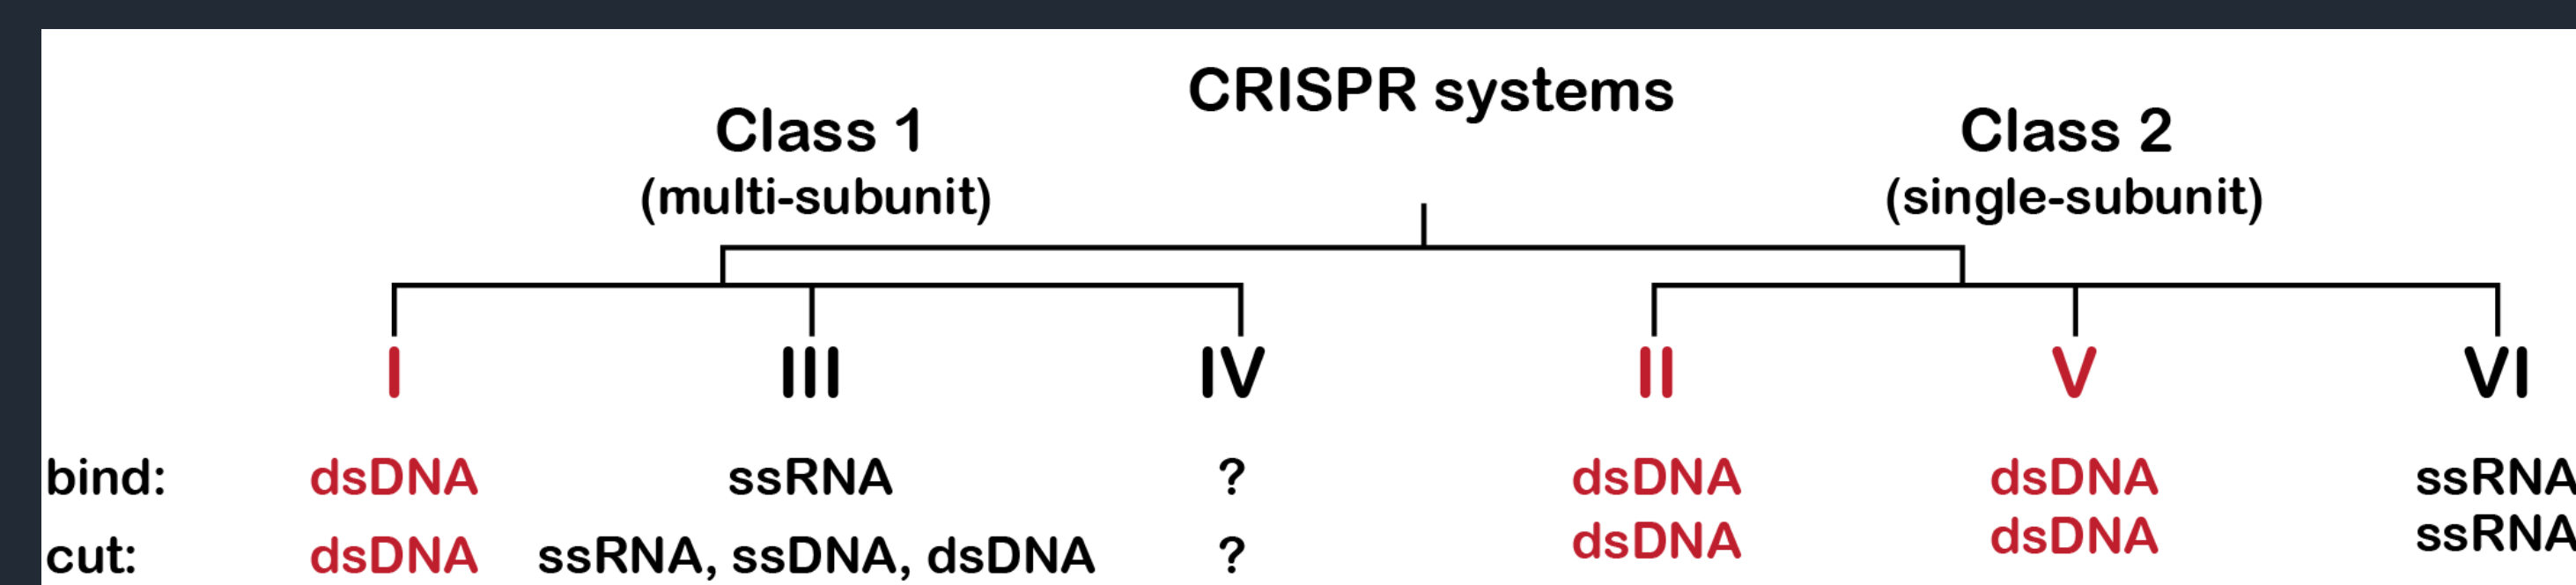 CRISPR systems
Class 1
(multi-subunit)
Class 2
(single-subunit)
I III IV II V VI
bind: dsDNA ssRNA ? dsDNA dsDNA ssRNA
cut: dsDNA ssRNA, ssDNA, dsDNA ? dsDNA dsDNA ssRNA